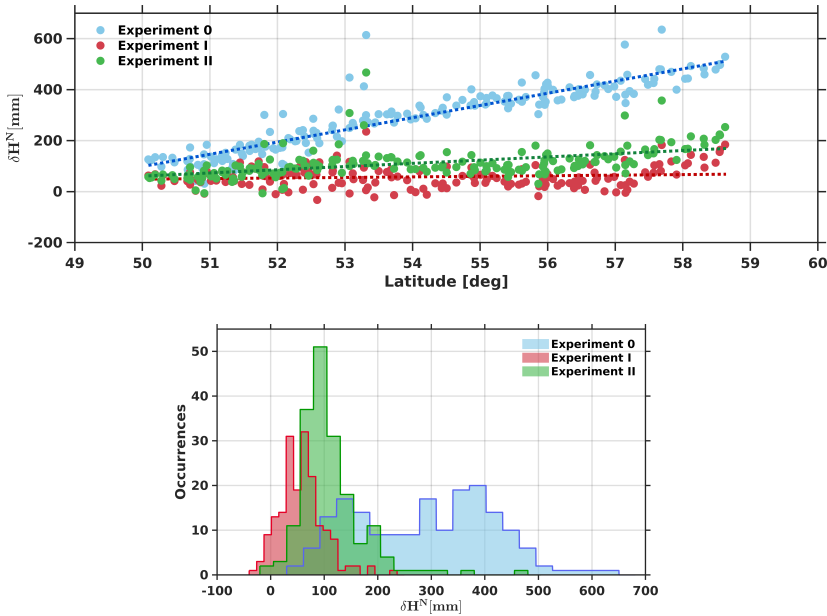 600
400
200
0
-200
δH^N[mm]
Experiment 0
Experiment I
Experiment II
49 50 51 52 53 54 55 56 57 58 59 60
Latitude [deg]
50
40
30
20
10
0
Occurrences
Experiment 0
Experiment I
Experiment II
-100 0 100 200 300 400 500 600 700
δH^N[mm]